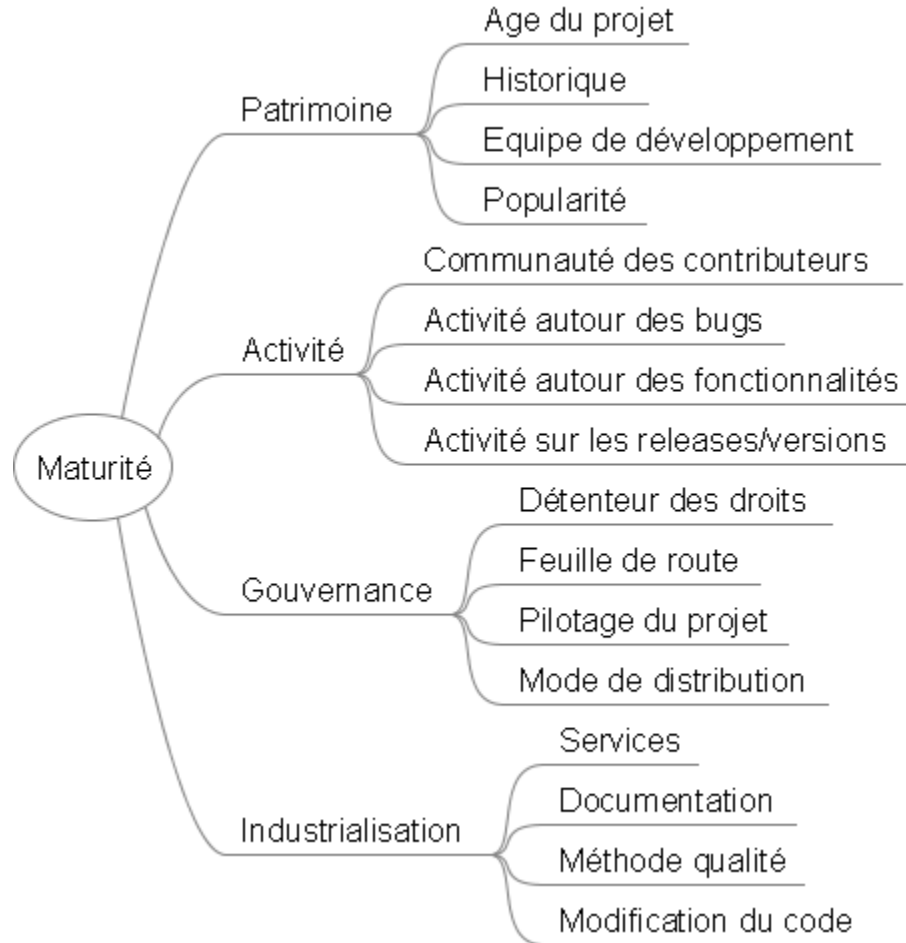 Maturité
Patrimoine
Age du projet
Historique
Equipe de développement
Popularité
Activité
Communauté des contributeurs
Activité autour des bugs
Activité autour des fonctionnalités
Activité sur les releases/versions
Gouvernance
Détenteur des droits
Feuille de route
Pilotage du projet
Mode de distribution
Industrialisation
Services
Documentation
Méthode qualité
Modification du code